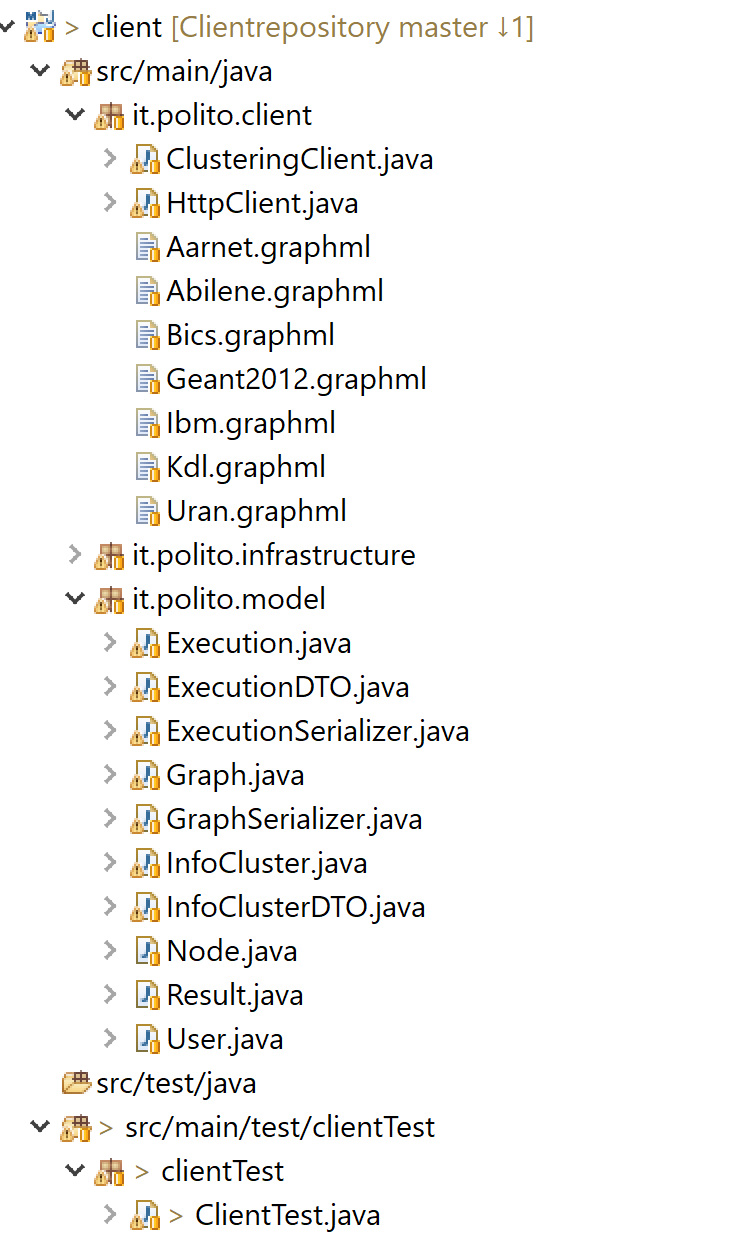 > client [Clientrepository master ↓1]
src/main/java
it.polito.client
ClusteringClient.java
HttpClient.java
Aarnet.graphml
Abilene.graphml
Bics.graphml
Geant2012.graphml
Ibm.graphml
Kdl.graphml
Uran.graphml
it.polito.infrastructure
it.polito.model
Execution.java
ExecutionDTO.java
ExecutionSerializer.java
Graph.java
GraphSerializer.java
InfoCluster.java
InfoClusterDTO.java
Node.java
Result.java
User.java
src/test/java
> src/main/test/clientTest
> clientTest
> ClientTest.java